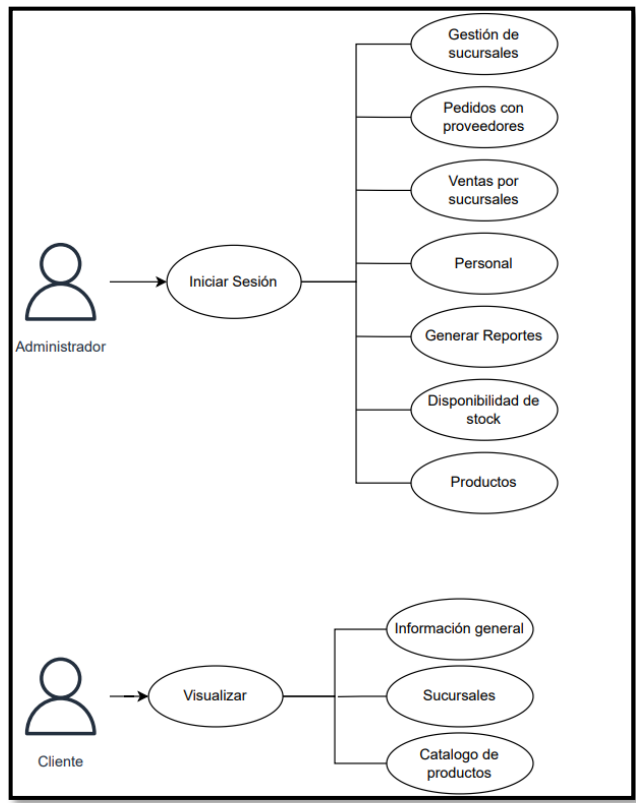 Gestión de
sucursales
Pedidos con
proveedores
Ventas por
sucursales
Iniciar Sesión
Personal
Administrador
Generar Reportes
Disponibilidad de
stock
Productos
Información general
Visualizar
Sucursales
Cliente
Catalogo de
productos